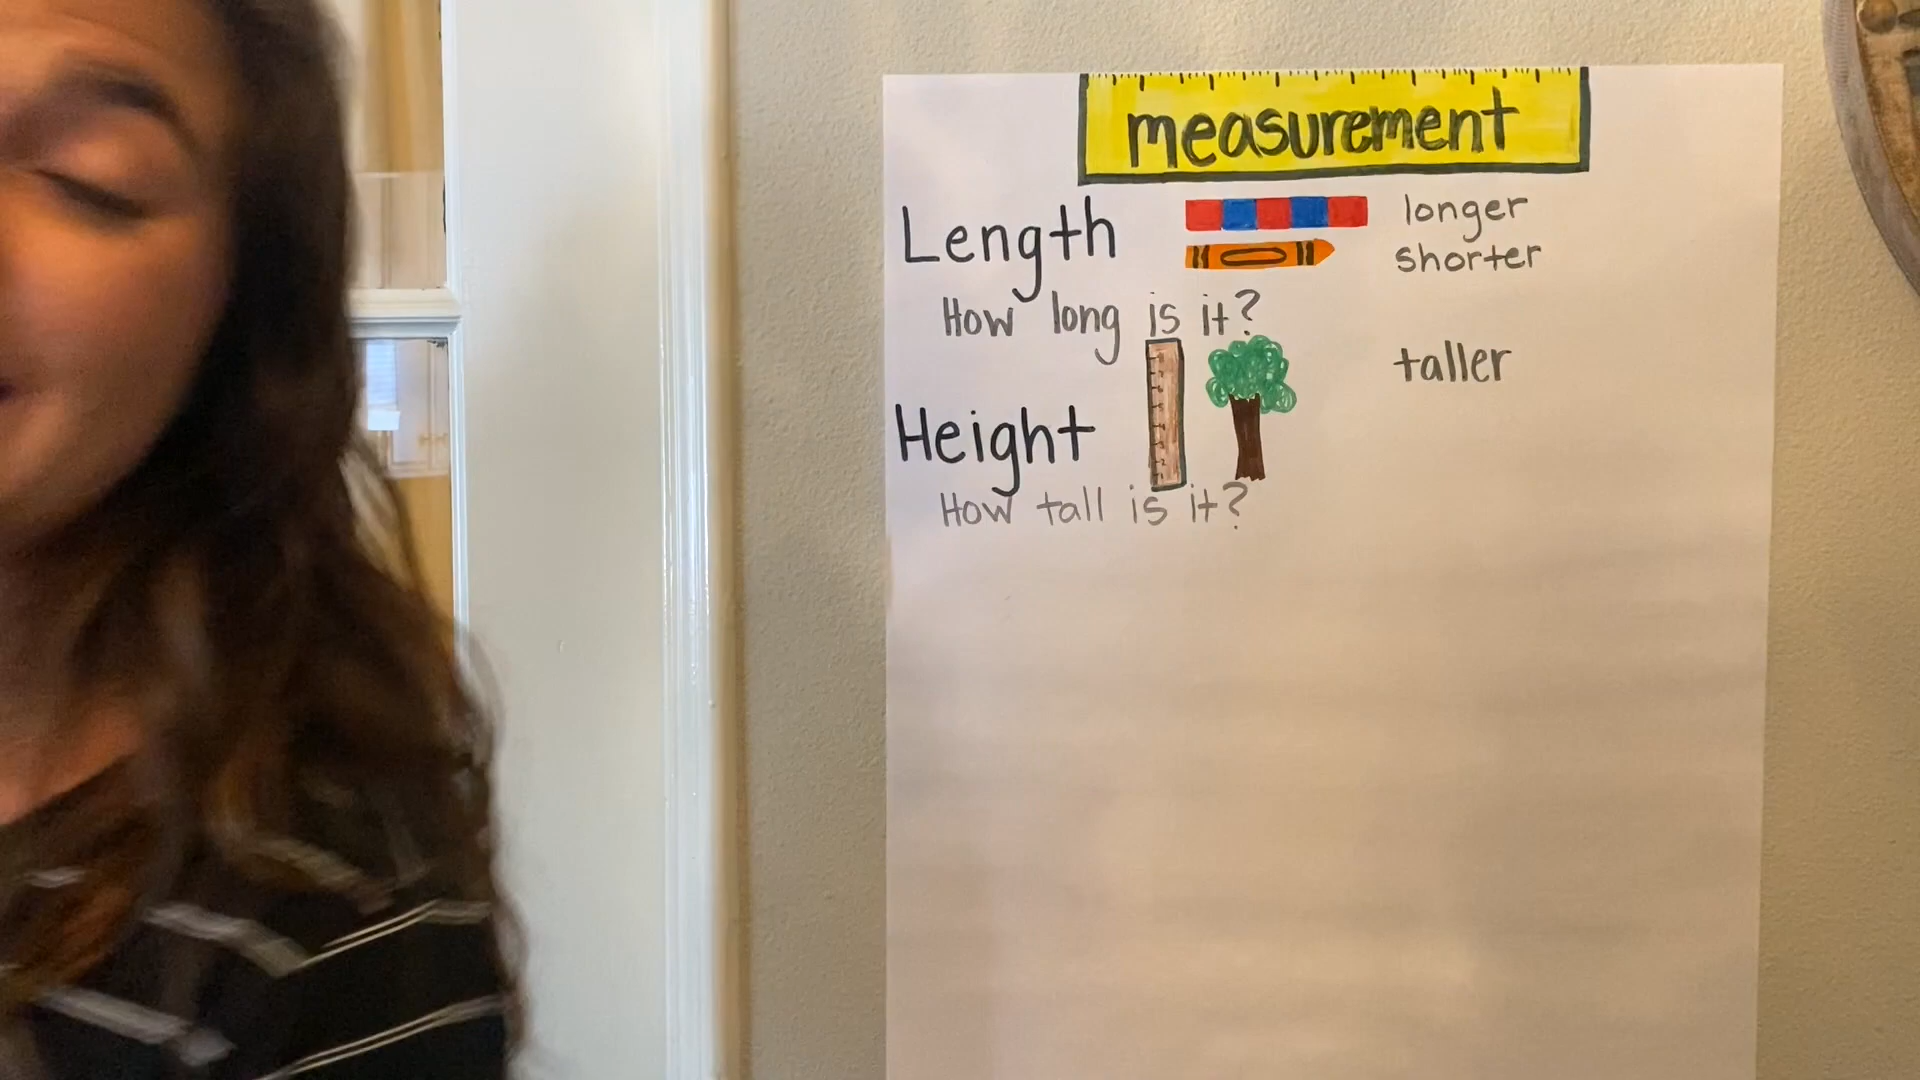 measurement
Length longer
shorter
How long is it?
taller
Height
How tall is it?